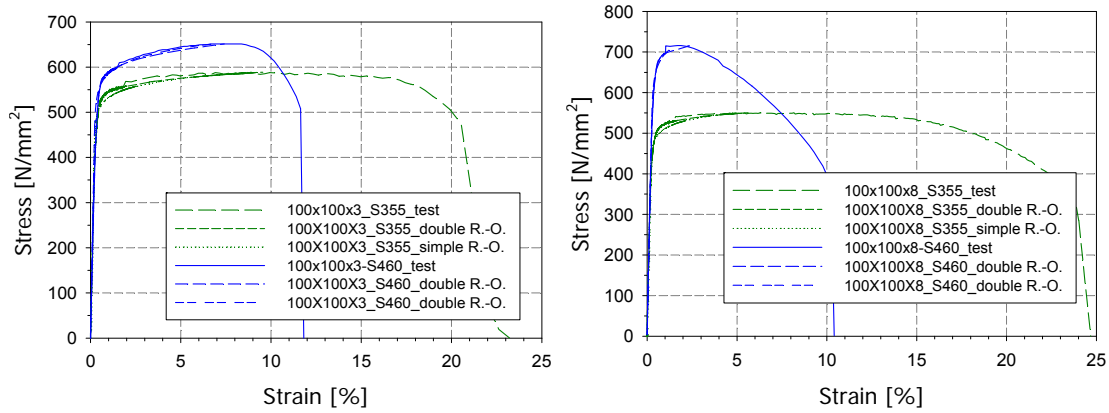 Stress [N/mm²]
700
600
500
400
300
200
100
0
100x100x3_S355_test
100X100X3_S355_double R.-O.
100X100X3_S355_simple R.-O.
100x100x3-S460_test
100X100X3_S460_double R.-O.
100X100X3_S460_double R.-O.
0 5 10 15 20 25
Strain [%]
Stress [N/mm²]
800
700
600
500
400
300
200
100
0
100x100x8_S355_test
100X100X8_S355_double R.-O.
100X100X8_S355_simple R.-O.
100x100x8-S460_test
100X100X8_S460_double R.-O.
100X100X8_S460_double R.-O.
0 5 10 15 20 25
Strain [%]